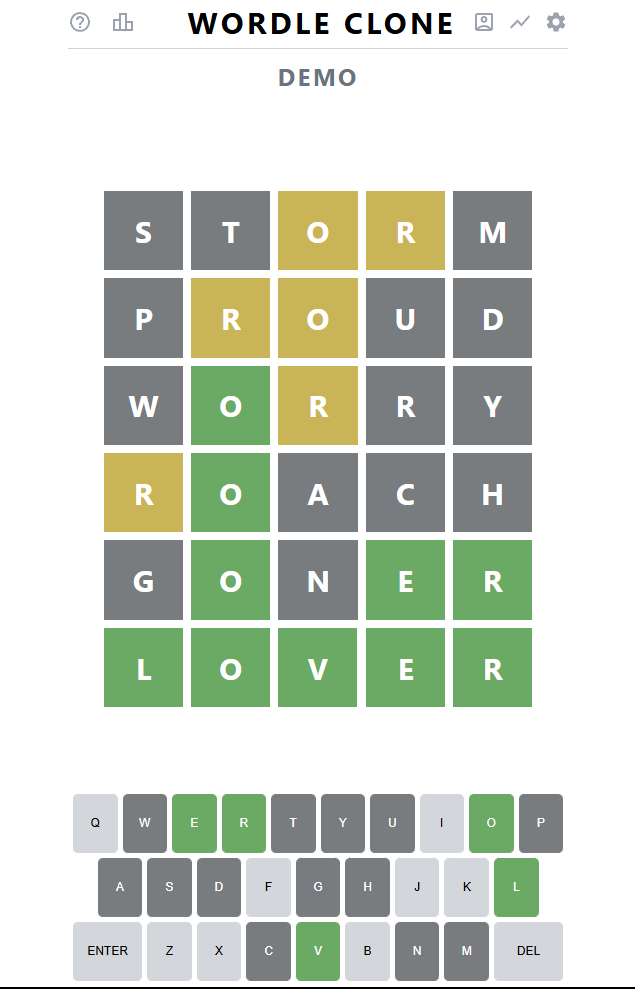 WORDLE CLONE
DEMO
S T O R M
P R O U D
W O R R Y
R O A C H
G O N E R
L O V E R
Q W E R T Y U I O P
A S D F G H J K L
ENTER Z X C V B N M DEL